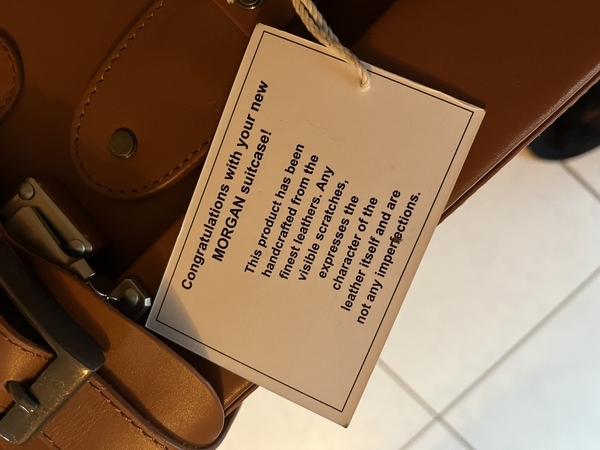 Congratulations with your new
MORGAN suitcase!
This product has been
handcrafted from the
finest leathers. Any
visible scratches,
expresses the
character of the
leather itself and are
not any imperfections.